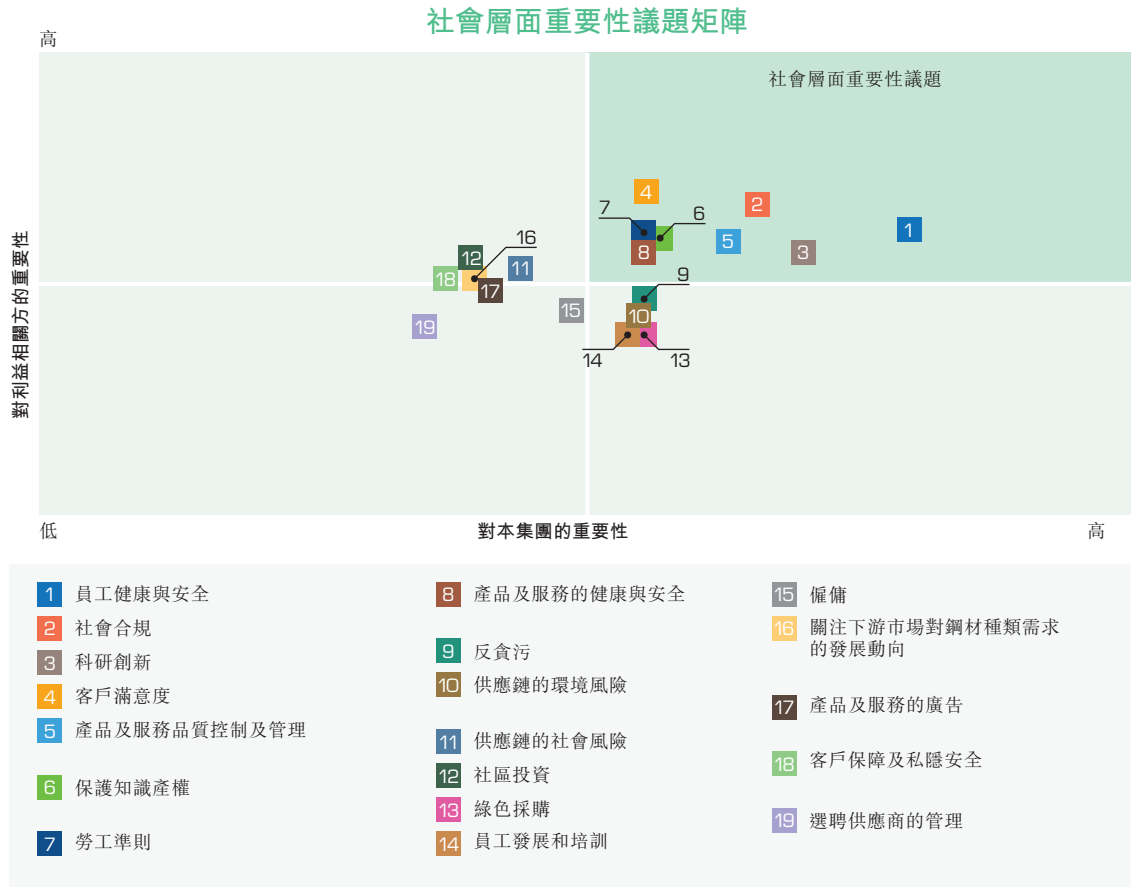 社會層面重要性議題矩陣
高
社會層面重要性議題
4
2
7
6
1
5
8
3
16
12
11
18
9
17
15
10
19
14
13
對利益相關方的重要性
低
對本集團的重要性
高
1 員工健康與安全
2 社會合規
3 科研創新
4 客戶滿意度
5 產品及服務品質控制及管理
6 保護知識產權
7 勞工準則
8 產品及服務的健康與安全
9 反貪污
10 供應鏈的環境風險
11 供應鏈的社會風險
12 社區投資
13 綠色採購
14 員工發展和培訓
15 僱傭
16 關注下游市場對鋼材種類需求
的發展動向
17 產品及服務的廣告
18 客戶保障及私隱安全
19 選聘供應商的管理